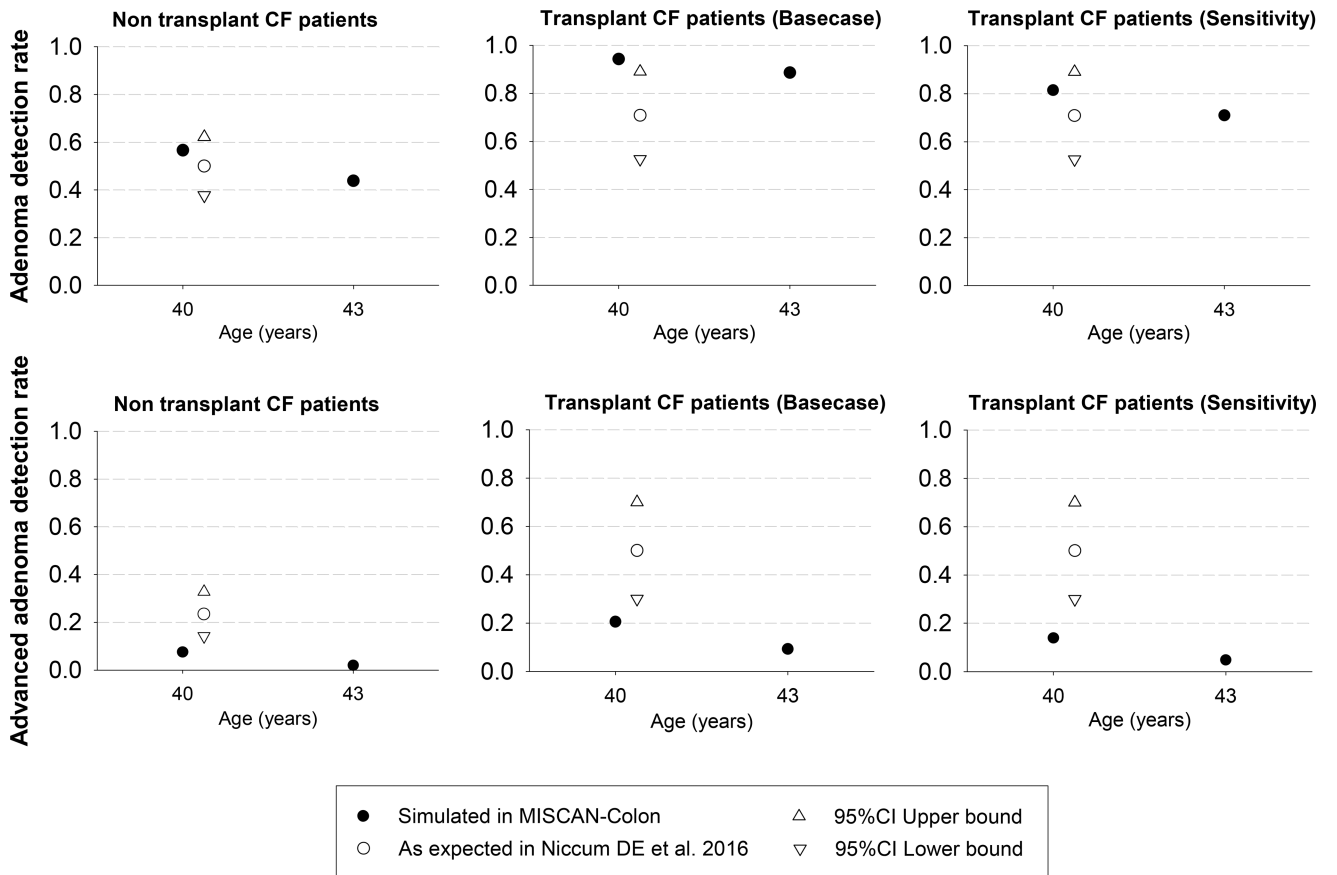 Non transplant CF patients
Transplant CF patients (Basecase)
Transplant CF patients (Sensitivity)
Adenoma detection rate
1.0
0.8
0.6
0.4
0.2
0.0
40
43
Age (years)
1.0
0.8
0.6
0.4
0.2
0.0
40
43
Age (years)
1.0
0.8
0.6
0.4
0.2
0.0
40
43
Age (years)
Non transplant CF patients
Transplant CF patients (Basecase)
Transplant CF patients (Sensitivity)
Advanced adenoma detection rate
1.0
0.8
0.6
0.4
0.2
0.0
40
43
Age (years)
1.0
0.8
0.6
0.4
0.2
0.0
40
43
Age (years)
1.0
0.8
0.6
0.4
0.2
0.0
40
43
Age (years)
Simulated in MISCAN-Colon
95%CI Upper bound
As expected in Niccum DE et al. 2016
95%CI Lower bound